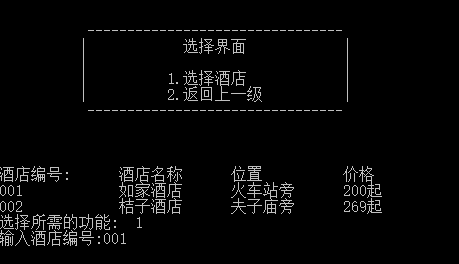 选择界面
1.选择酒店
2.返回上一级
酒店编号: 酒店名称 位置 价格
001 如家酒店 火车站旁 200起
002 桔子酒店 夫子庙旁 269起
选择所需的功能: 1
输入酒店编号:001